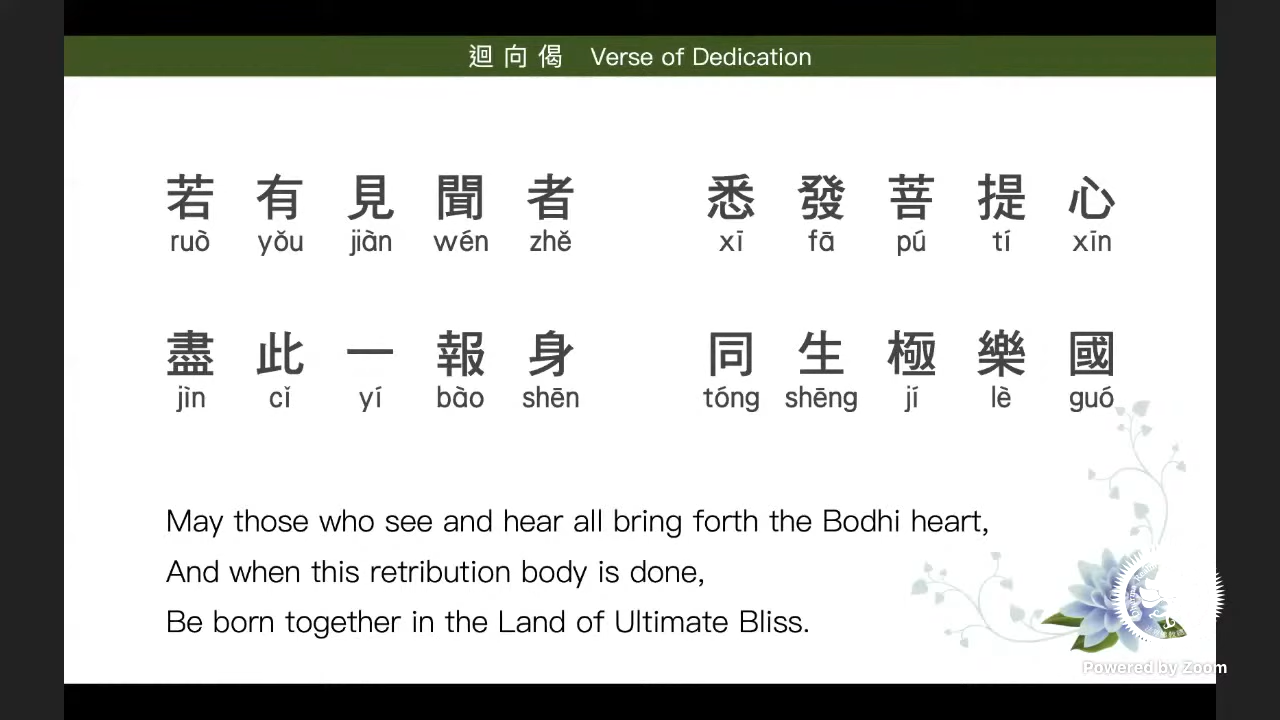 迴向偈 Verse of Dedication
若有見聞者 悉發菩提心
ruò yǒu jiàn wén zhě xī fā pú tí xīn
盡此一報身 同生極樂國
jìn cǐ yí bào shēn tóng shēng jí lè guó
May those who see and hear all bring forth the Bodhi heart,
And when this retribution body is done,
Be born together in the Land of Ultimate Bliss.
Powered by Zoom